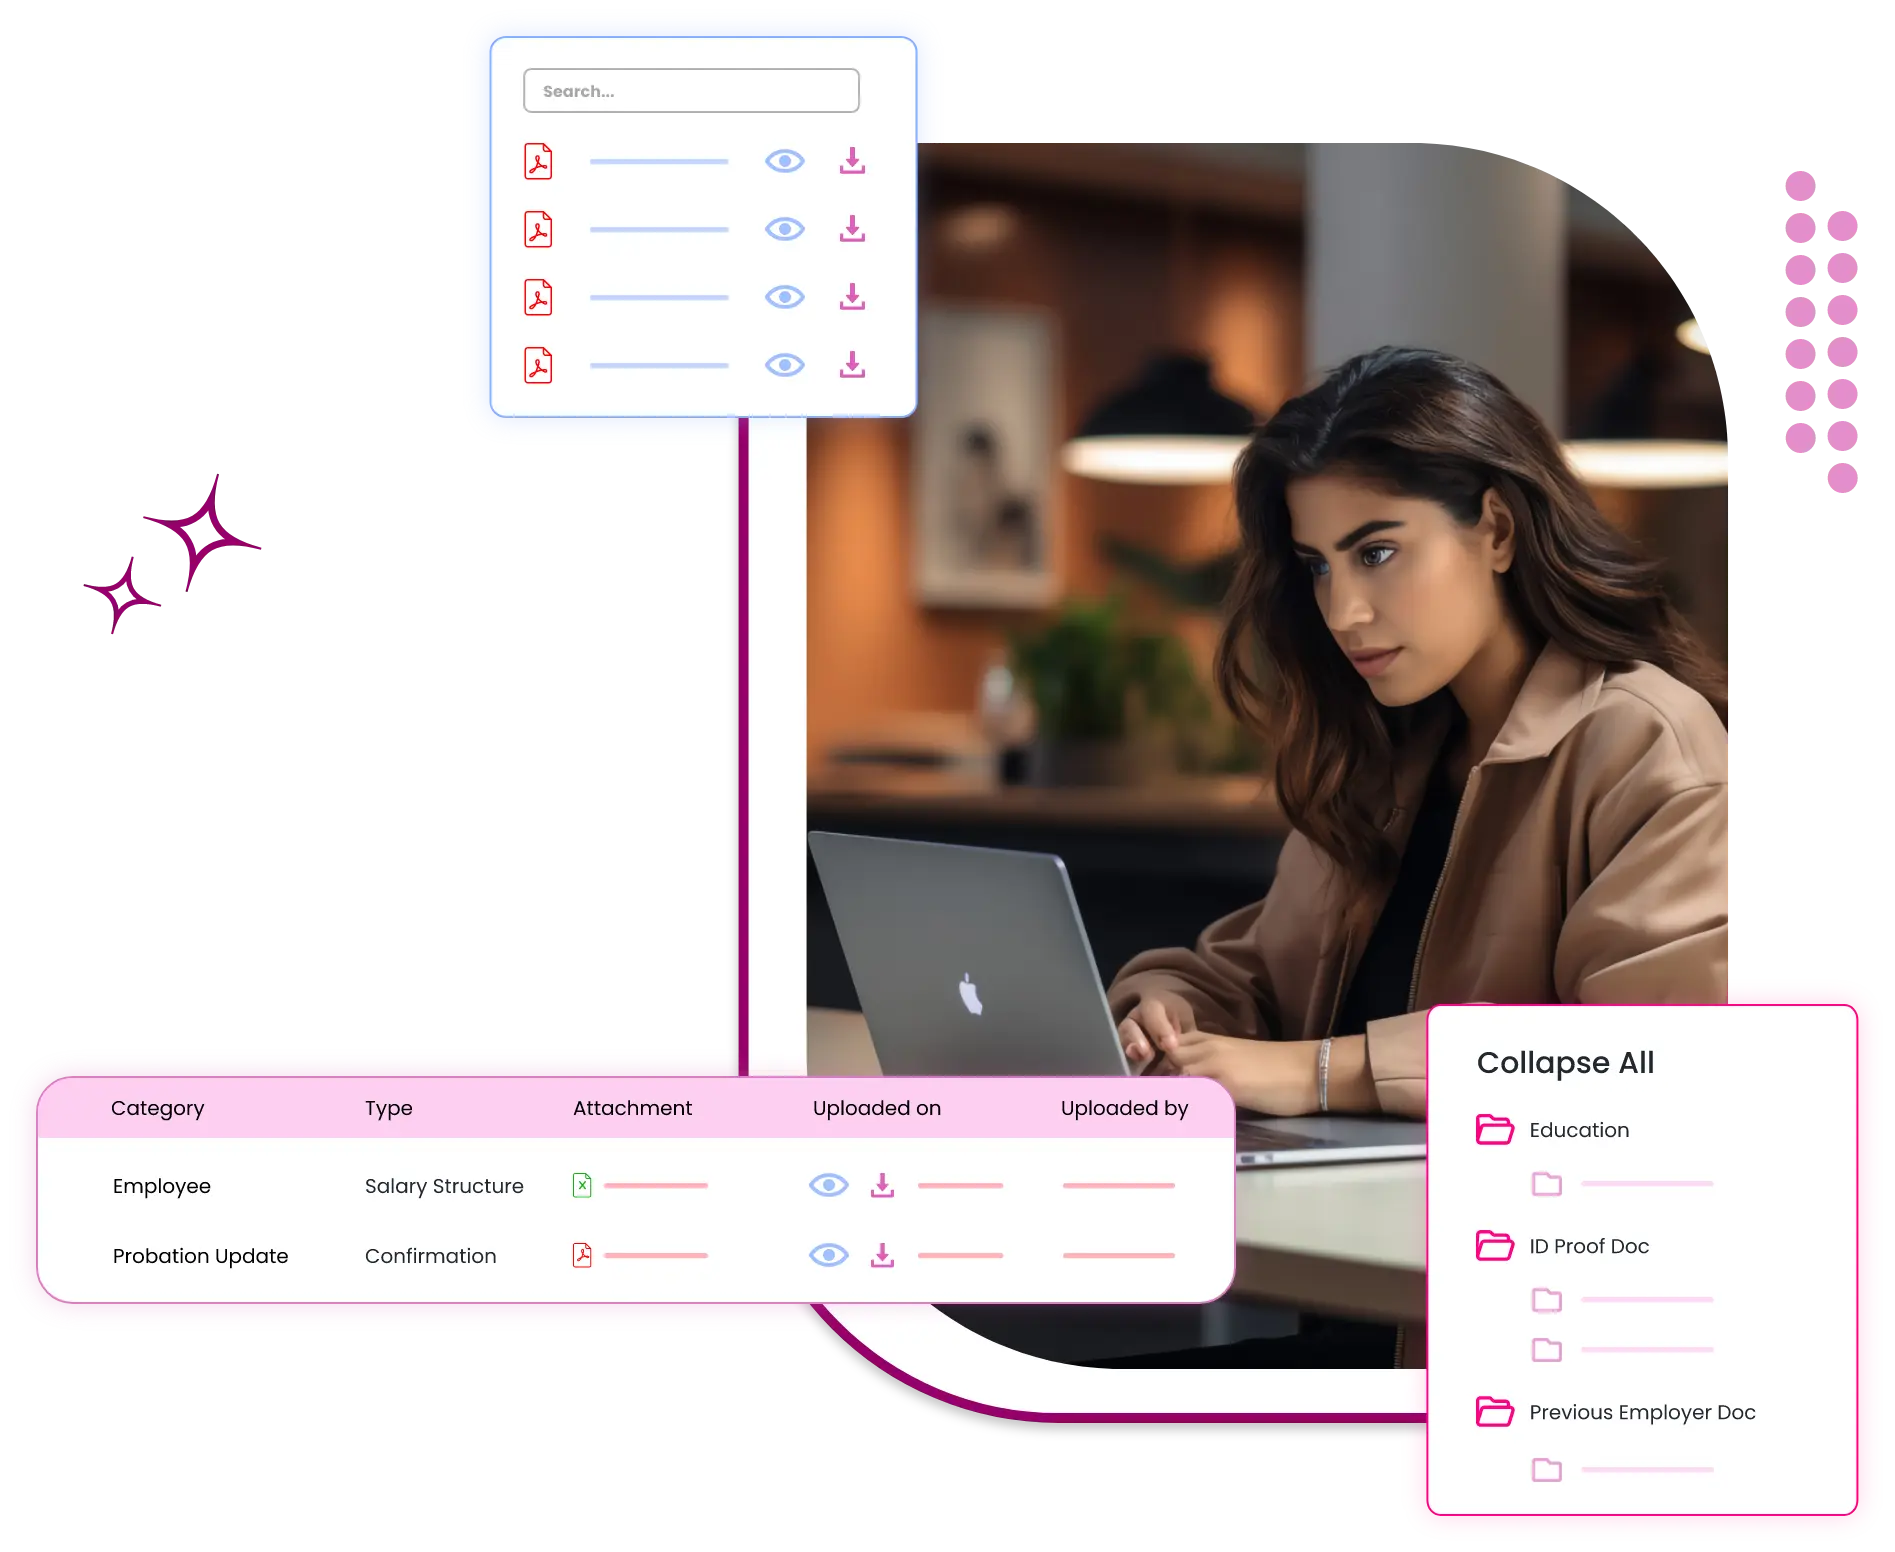 Search...
Category Type Attachment Uploaded on Uploaded by
Employee Salary Structure
Probation Update Confirmation
Collapse All
Education
ID Proof Doc
Previous Employer Doc